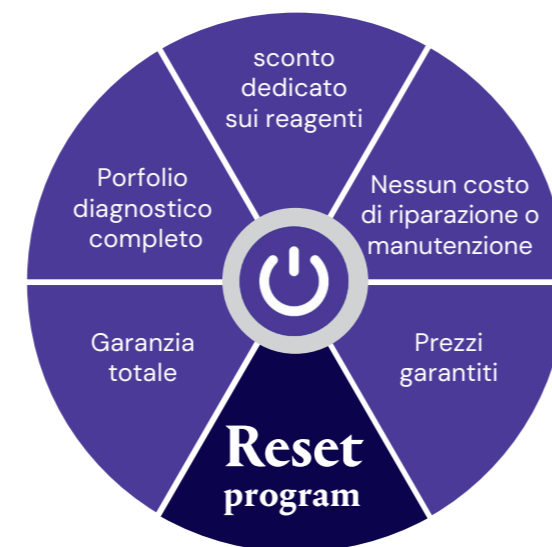 sconto
dedicato
sui reagenti
Nessun costo
di riparazione o
manutenzione
Prezzi
garantiti
Reset
program
Garanzia
totale
Porfolio
diagnostico
completo